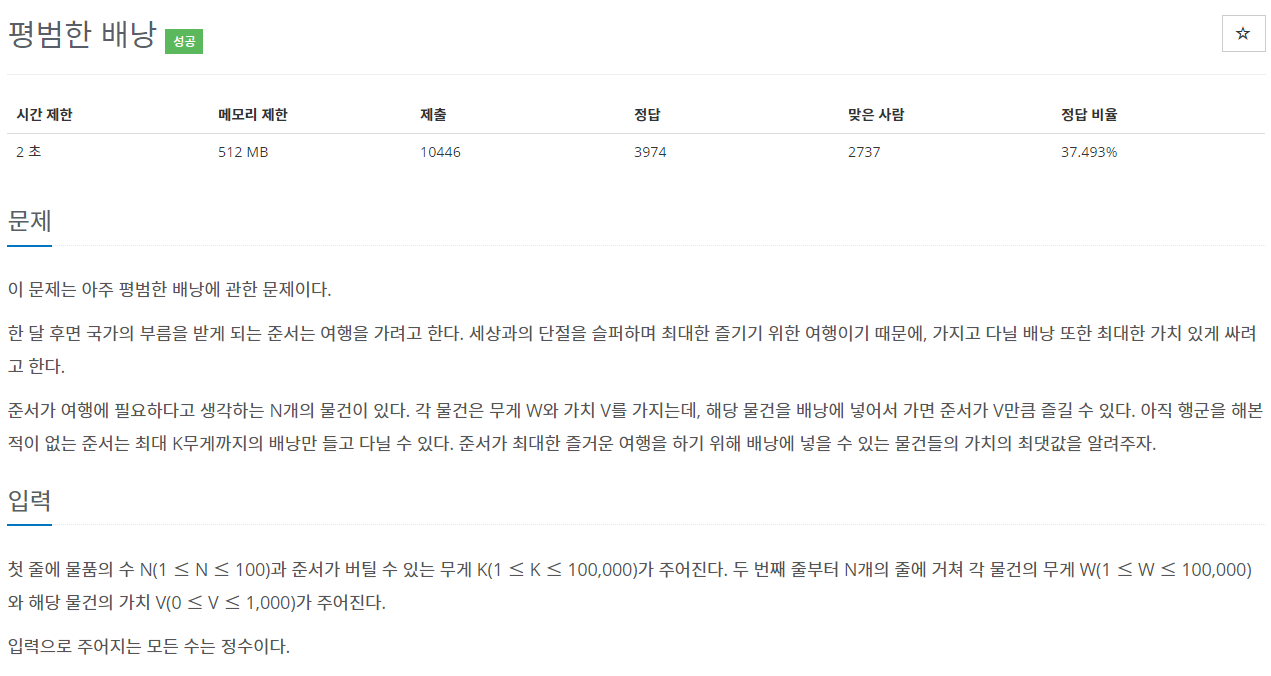 평범한 배낭 성공
☆
시간 제한 메모리 제한 제출 정답 맞은 사람 정답 비율
2 초 512 MB 10446 3974 2737 37.493%
문제
이 문제는 아주 평범한 배낭에 관한 문제이다.
한 달 후면 국가의 부름을 받게 되는 준서는 여행을 가려고 한다. 세상과의 단절을 슬퍼하며 최대한 즐기기 위한 여행이기 때문에, 가지고 다닐 배낭 또한 최대한 가치 있게 싸려
고 한다.
준서가 여행에 필요하다고 생각하는 N개의 물건이 있다. 각 물건은 무게 W와 가치 V를 가지는데, 해당 물건을 배낭에 넣어서 가면 준서가 V만큼 즐길 수 있다. 아직 행군을 해본
적이 없는 준서는 최대 K무게까지의 배낭만 들고 다닐 수 있다. 준서가 최대한 즐거운 여행을 하기 위해 배낭에 넣을 수 있는 물건들의 가치의 최댓값을 알려주자.
입력
첫 줄에 물품의 수 N(1 ≤ N ≤ 100)과 준서가 버틸 수 있는 무게 K(1 ≤ K ≤ 100,000)가 주어진다. 두 번째 줄부터 N개의 줄에 거쳐 각 물건의 무게 W(1 ≤ W ≤ 100,000)
와 해당 물건의 가치 V(0 ≤ V ≤ 1,000)가 주어진다.
입력으로 주어지는 모든 수는 정수이다.